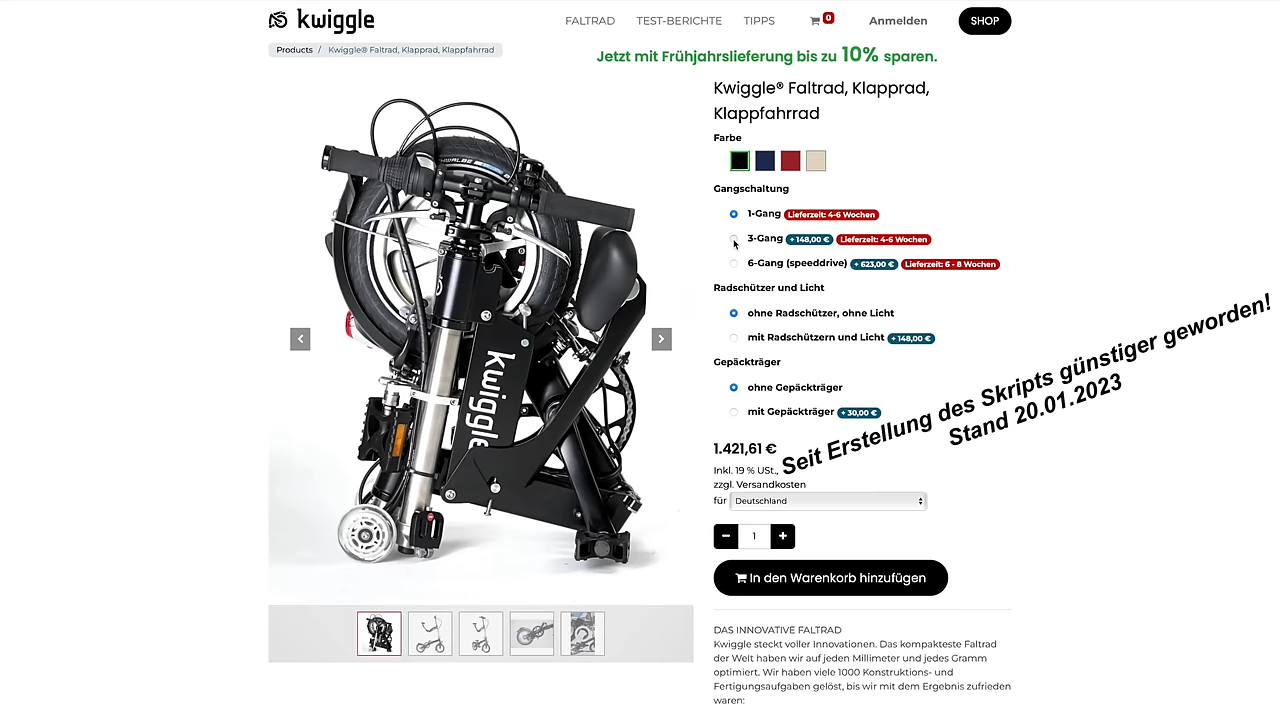 kwiggle
FALTRAD
TEST-BERICHTE
TIPPS
0
Anmelden
SHOP
Products / Kwiggle® Faltrad, Klapprad, Klappfahrrad
Jetzt mit Frühjahrslieferung bis zu 10% sparen.
Kwiggle® Faltrad, Klapprad,
Klappfahrrad
Farbe
Gangschaltung
1-Gang Lieferzeit: 4-6 Wochen
3-Gang + 148,00 € Lieferzeit: 4-6 Wochen
6-Gang (speeddrive) + 623,00 € Lieferzeit: 6 - 8 Wochen
Radschützer und Licht
ohne Radschützer, ohne Licht
mit Radschützern und Licht + 148,00 €
Gepäckträger
ohne Gepäckträger
mit Gepäckträger + 30,00 €
1.421,61 €
Inkl. 19 % USt.,
zzgl. Versandkosten
für Deutschland
1
In den Warenkorb hinzufügen
DAS INNOVATIVE FALTRAD
Kwiggle steckt voller Innovationen. Das kompakteste Faltrad
der Welt haben wir auf jeden Millimeter und jedes Gramm
optimiert. Wir haben viele 1000 Konstruktions- und
Fertigungsaufgaben gelöst, bis wir mit dem Ergebnis zufrieden
waren:
Seit Erstellung des Skripts günstiger geworden!
Stand 20.01.2023
kwiggle
SCHWALBE